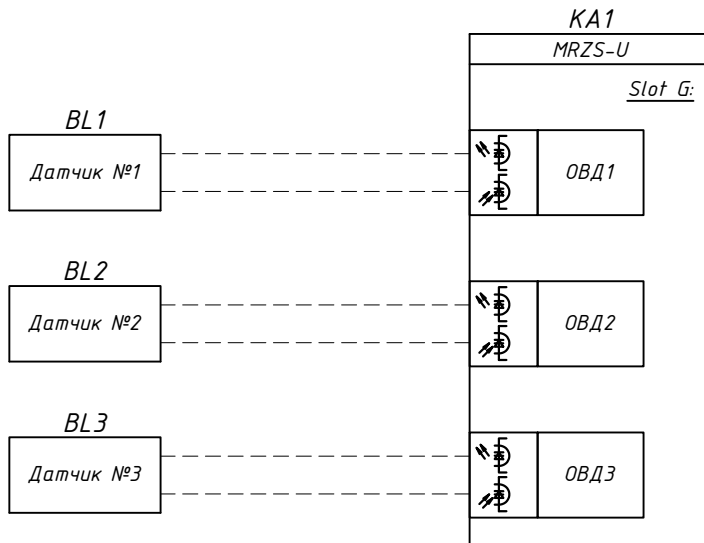 KA1
MRZS-U
Slot G:
BL1
Датчик №1
ОВД1
BL2
Датчик №2
ОВД2
BL3
Датчик №3
ОВД3